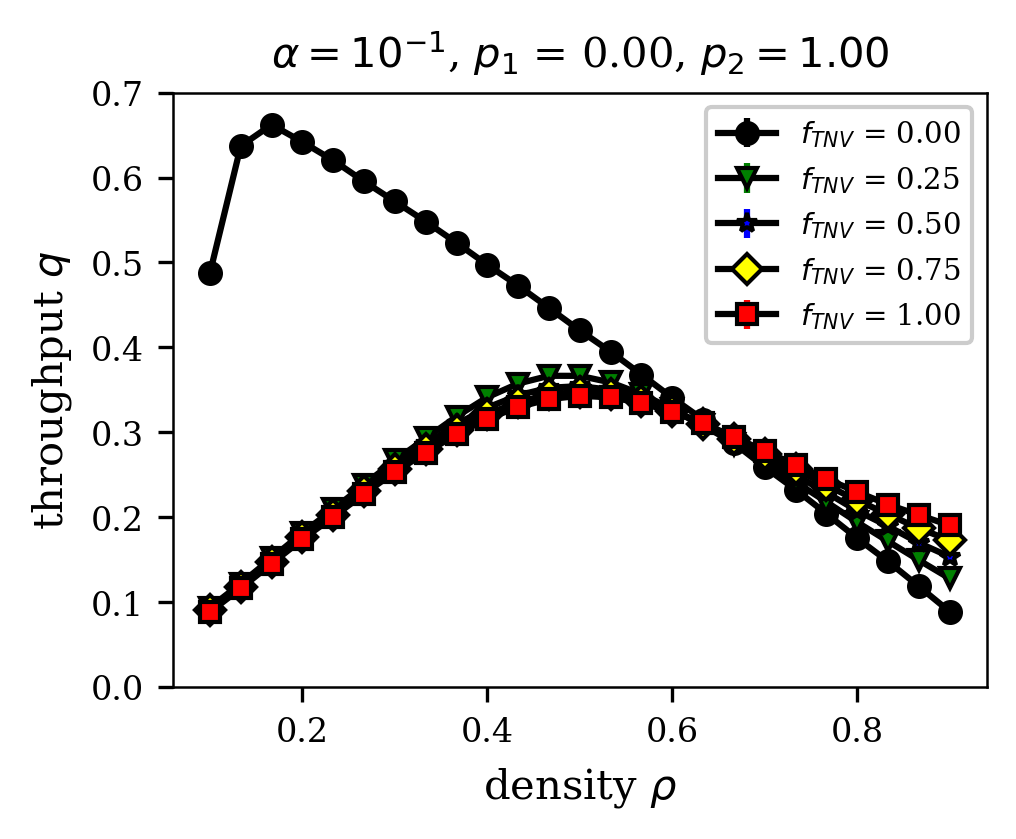 α = 10⁻¹, p₁ = 0.00, p₂ = 1.00
0.7
0.6
0.5
0.4
0.3
0.2
0.1
0.0
throughput q
f_TNV = 0.00
f_TNV = 0.25
f_TNV = 0.50
f_TNV = 0.75
f_TNV = 1.00
0.2 0.4 0.6 0.8
density ρ